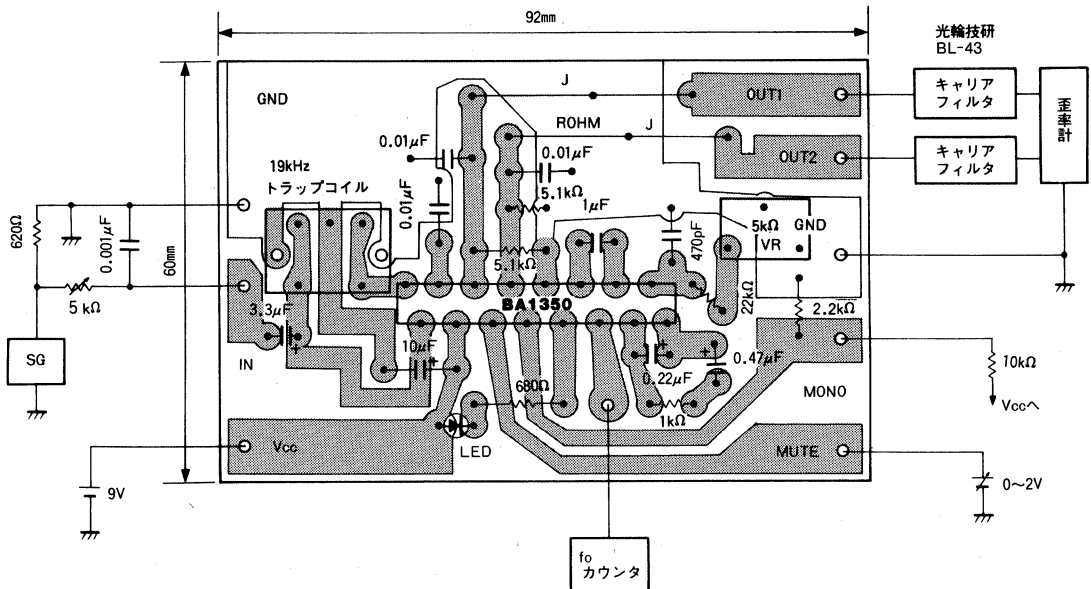 92mm
光輪技研
BL-43
GND
J
OUT1
キャリア
フィルタ
歪率計
ROHM
J
0.01μF
OUT2
キャリア
フィルタ
19kHz
トラップコイル
0.01μF
0.01μF
5.1kΩ
1μF
620Ω
0.001μF
60mm
470pF
5kΩ
VR
GND
5.1kΩ
BA1350
22kΩ
2.2kΩ
5kΩ
3.3μF
+
SG
IN
10μF
+
+
+
0.47μF
0.22μF
680Ω
10kΩ
MONO
Vccへ
1kΩ
LED
Vcc
MUTE
9V
0～2V
fo
カウンタ